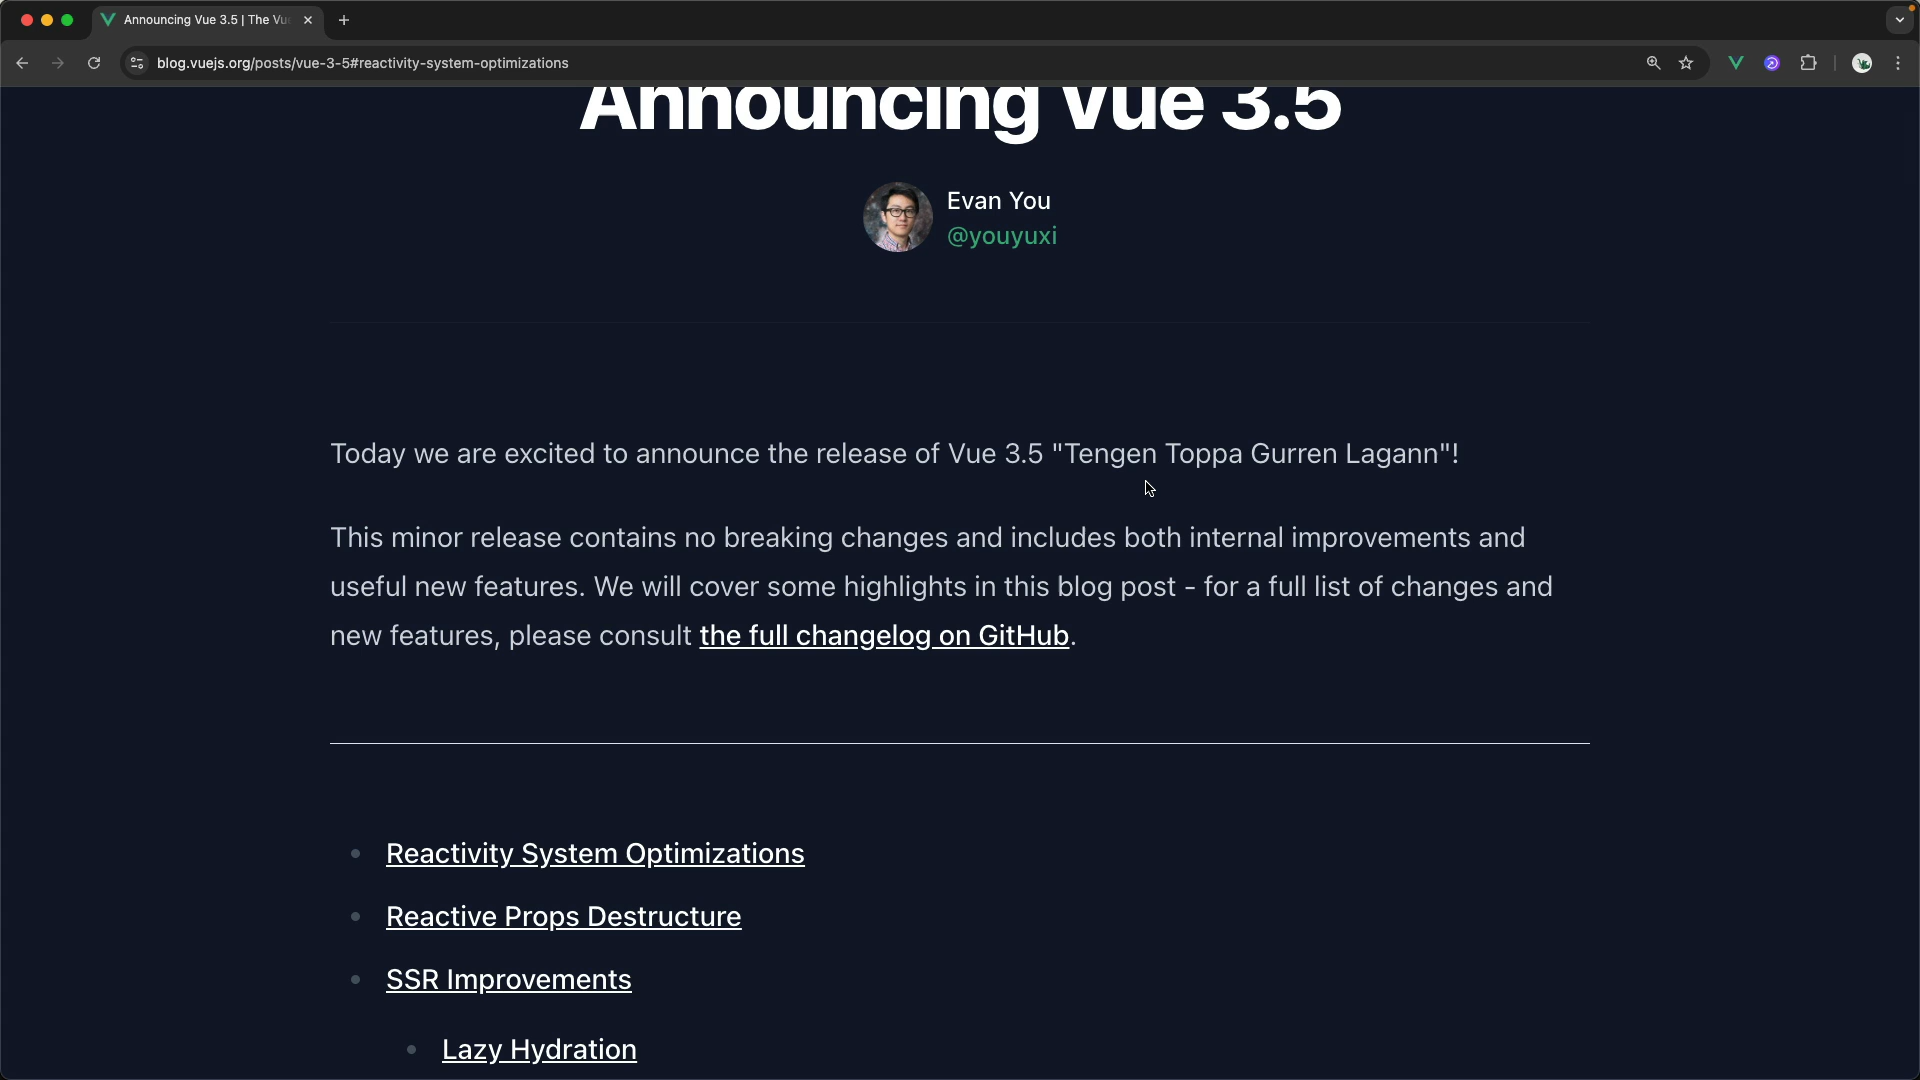 Announcing Vue 3.5 | The Vu
blog.vuejs.org/posts/vue-3-5#reactivity-system-optimizations
Announcing Vue 3.5
Evan You
@youyuxi
Today we are excited to announce the release of Vue 3.5 "Tengen Toppa Gurren Lagann"!
This minor release contains no breaking changes and includes both internal improvements and
useful new features. We will cover some highlights in this blog post - for a full list of changes and
new features, please consult the full changelog on GitHub.
Reactivity System Optimizations
Reactive Props Destructure
SSR Improvements
Lazy Hydration